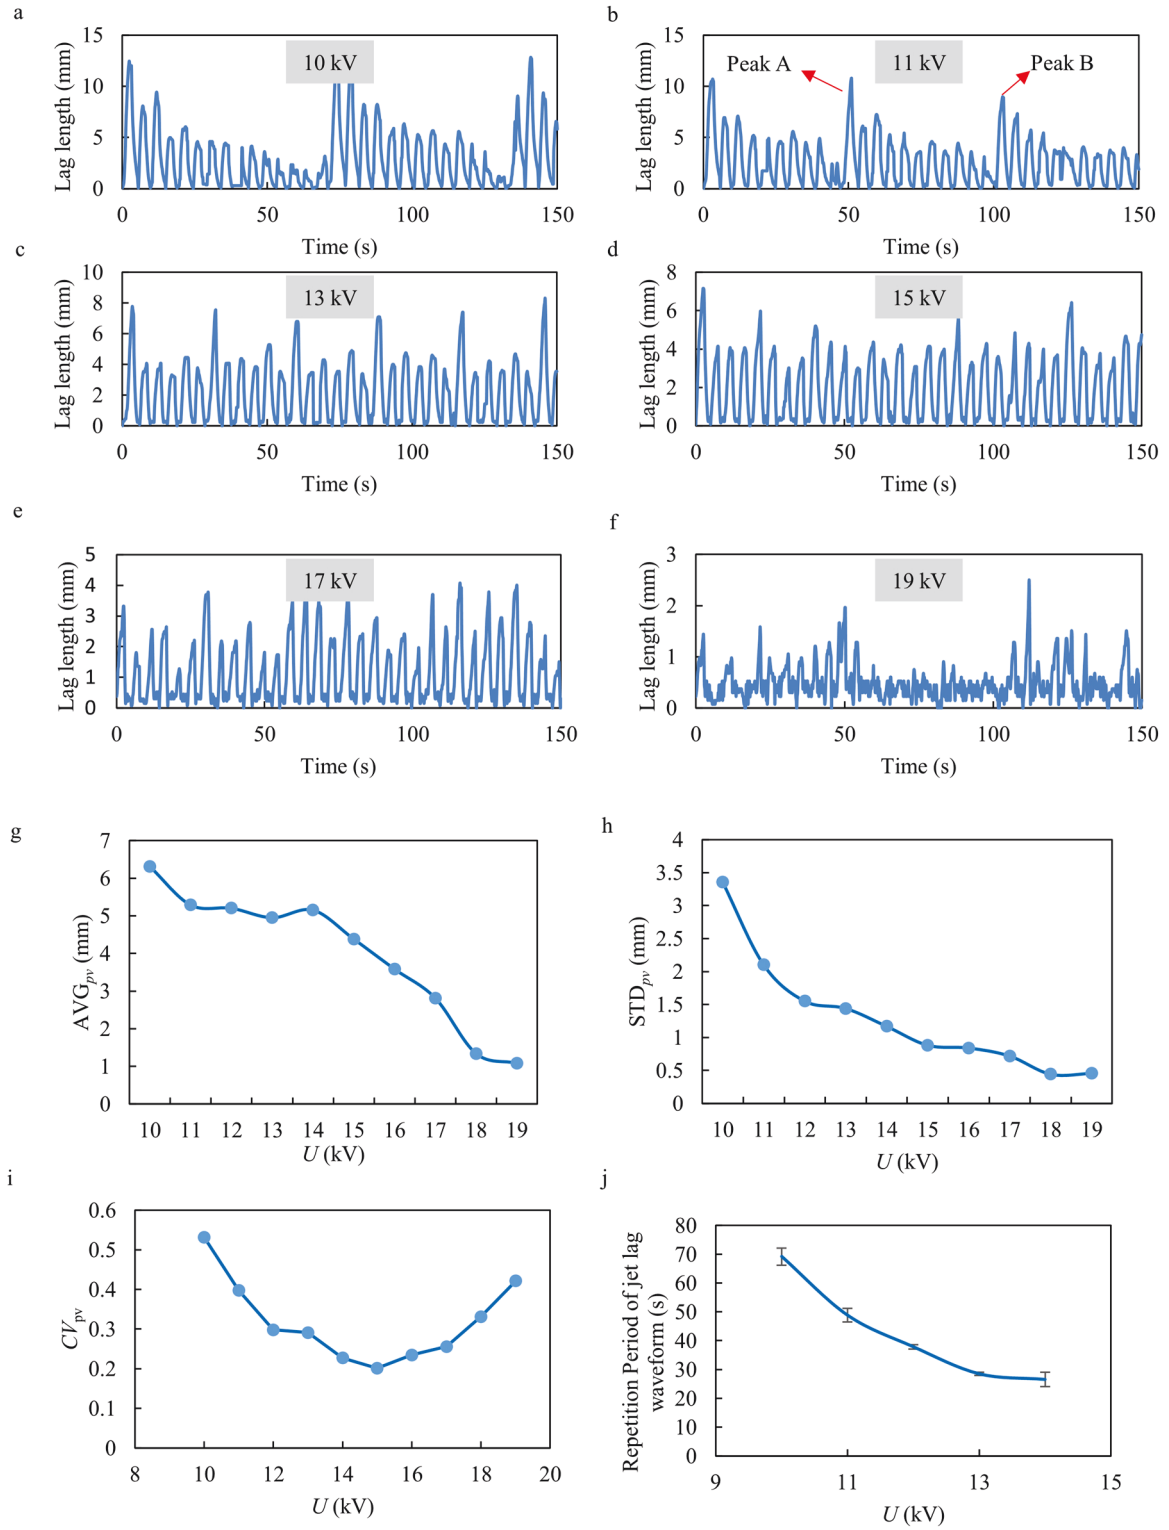 a
b
15
10
5
0
Lag length (mm)
10 kV
0
50
100
150
Time (s)
15
10
5
0
Lag length (mm)
Peak A
11 kV
Peak B
0
50
100
150
Time (s)
c
d
10
8
6
4
2
0
Lag length (mm)
13 kV
0
50
100
150
Time (s)
8
6
4
2
0
Lag length (mm)
15 kV
0
50
100
150
Time (s)
e
f
5
4
3
2
1
0
Lag length (mm)
17 kV
0
50
100
150
Time (s)
3
2
1
0
Lag length (mm)
19 kV
0
50
100
150
Time (s)
g
h
7
6
5
4
3
2
1
0
AVGpv (mm)
10 11 12 13 14 15 16 17 18 19
U (kV)
4
3.5
3
2.5
2
1.5
1
0.5
0
STDpv (mm)
10 11 12 13 14 15 16 17 18 19
U (kV)
i
j
0.6
0.5
0.4
0.3
0.2
0.1
0
CVpv
8 10 12 14 16 18 20
U (kV)
80
70
60
50
40
30
20
10
0
Repetition Period of jet lag
waveform (s)
9 11 13 15
U (kV)